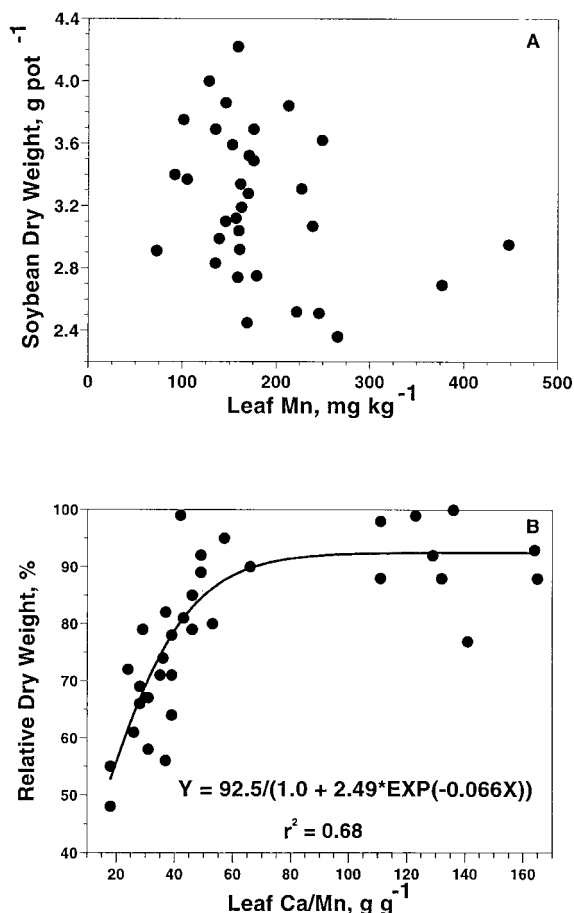 A
Soybean Dry Weight, g pot -1
4.4
4.0
3.6
3.2
2.8
2.4
0 100 200 300 400 500
Leaf Mn, mg kg-1
B
Relative Dry Weight, %
100
90
80
70
60
50
40
Y = 92.5/(1.0 + 2.49*EXP(-0.066X))
r2 = 0.68
20 40 60 80 100 120 140 160
Leaf Ca/Mn, g g-1